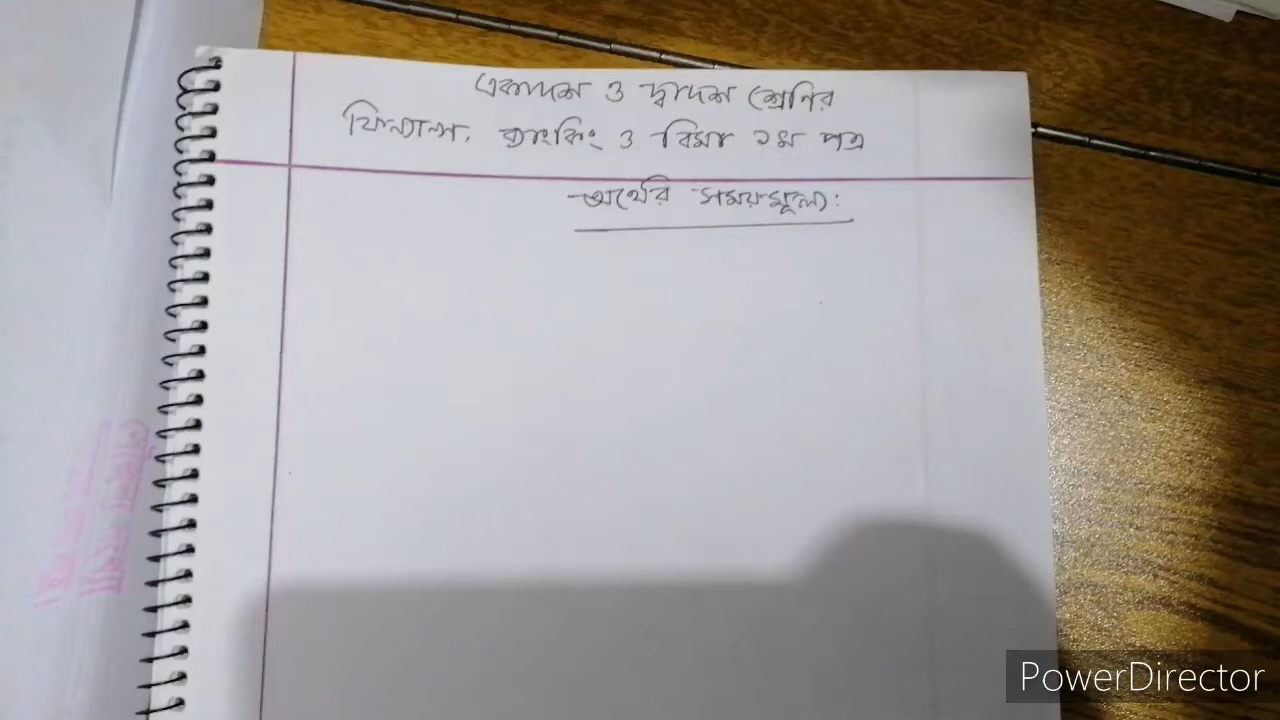 একাদশ ও দ্বাদশ শ্রেণির
ফিন্যান্স, ব্যাংকিং ও বিমা ১ম পত্র
অর্থের সময়মূল্য:
PowerDirector